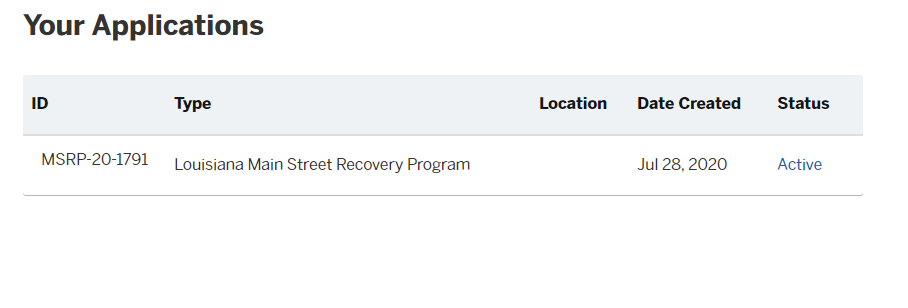 Your Applications
ID Type Location Date Created Status
MSRP-20-1791 Louisiana Main Street Recovery Program Jul 28, 2020 Active